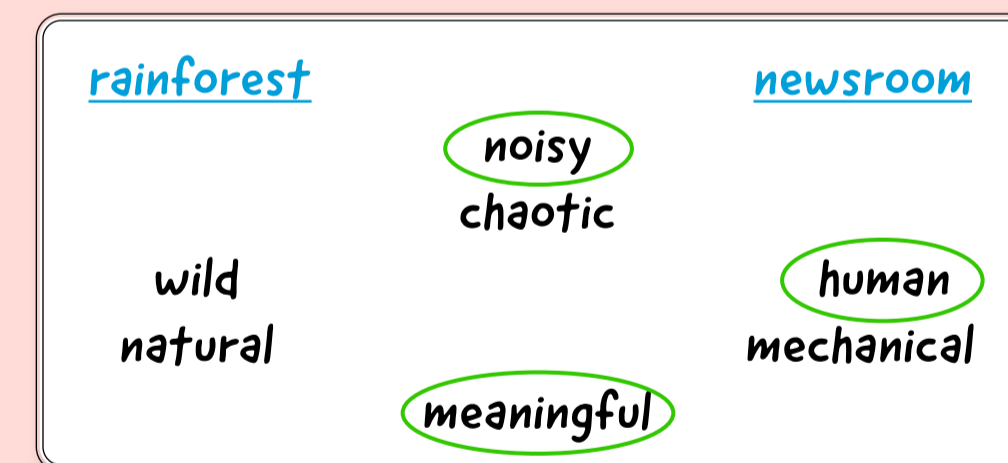 rainforest newsroom
noisy
chaotic
wild human
natural mechanical
meaningful